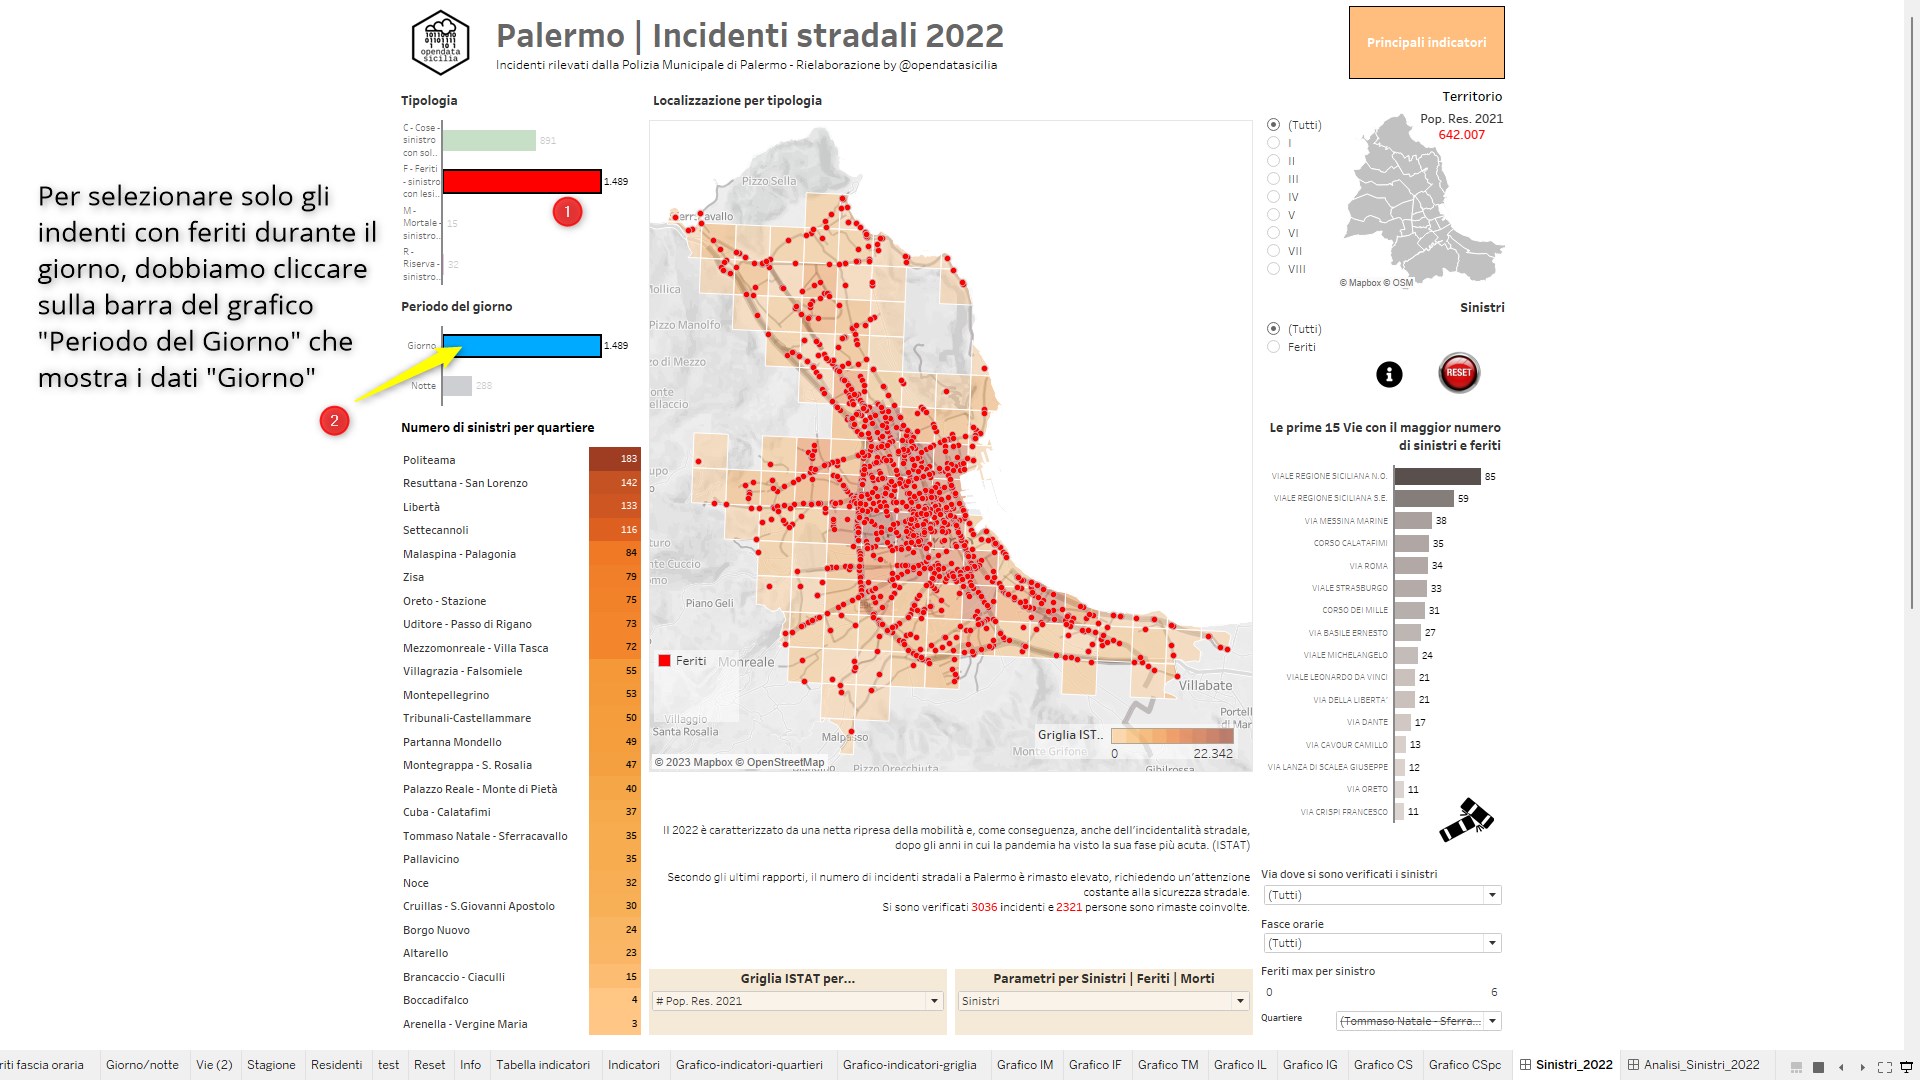 opendata
sicilia
Palermo | Incidenti stradali 2022
Incidenti rilevati dalla Polizia Municipale di Palermo - Rielaborazione by @opendatasicilia
Principali indicatori
Per selezionare solo gli
indenti con feriti durante il
giorno, dobbiamo cliccare
sulla barra del grafico
"Periodo del Giorno" che
mostra i dati "Giorno"
1
2
Tipologia
C - Cose -
sinistro
con sol..
891
F - Feriti
- sinistro
con lesi..
1.489
M -
Mortale -
sinistro..
15
R -
Riserva -
sinistro..
32
Periodo del giorno
Giorno 1.489
Notte 288
Numero di sinistri per quartiere
Politeama 183
Resuttana - San Lorenzo 142
Libertà 133
Settecannoli 116
Malaspina - Palagonia 84
Zisa 79
Oreto - Stazione 75
Uditore - Passo di Rigano 73
Mezzomonreale - Villa Tasca 72
Villagrazia - Falsomiele 55
Montepellegrino 53
Tribunali-Castellammare 50
Partanna Mondello 49
Montegrappa - S. Rosalia 47
Palazzo Reale - Monte di Pietà 40
Cuba - Calatafimi 37
Tommaso Natale - Sferracavallo 35
Pallavicino 35
Noce 32
Cruillas - S.Giovanni Apostolo 30
Borgo Nuovo 24
Altarello 23
Brancaccio - Ciaculli 15
Boccadifalco 4
Arenella - Vergine Maria 3
Localizzazione per tipologia
Pizzo Sella
Mollica
Pizzo Manolfo
zo di Mezzo
onte
ellaccio
upo
o
turo
nte Cuccio
omo
Piano Geli
Feriti
Monreale
Villaggio
Santa Rosalia
Malpasso
Villabate
Portell
di Mar
Griglia IST..
0 22.342
Monte Grifone
Gibilrossa
Pizzo Orecchiuta
© 2023 Mapbox © OpenStreetMap
Il 2022 è caratterizzato da una netta ripresa della mobilità e, come conseguenza, anche dell'incidentalità stradale,
dopo gli anni in cui la pandemia ha visto la sua fase più acuta. (ISTAT)
Secondo gli ultimi rapporti, il numero di incidenti stradali a Palermo è rimasto elevato, richiedendo un'attenzione
costante alla sicurezza stradale.
Si sono verificati 3036 incidenti e 2321 persone sono rimaste coinvolte.
Griglia ISTAT per...
# Pop. Res. 2021
Parametri per Sinistri | Feriti | Morti
Sinistri
Territorio
(Tutti)
I
II
III
IV
V
VI
VII
VIII
Pop. Res. 2021
642.007
© Mapbox © OSM
Sinistri
(Tutti)
Feriti
RESET
Le prime 15 Vie con il maggior numero
di sinistri e feriti
VIALE REGIONE SICILIANA N.O. 85
VIALE REGIONE SICILIANA S.E. 59
VIA MESSINA MARINE 38
CORSO CALATAFIMI 35
VIA ROMA 34
VIALE STRASBURGO 33
CORSO DEI MILLE 31
VIA BASILE ERNESTO 27
VIALE MICHELANGELO 24
VIALE LEONARDO DA VINCI 21
VIA DELLA LIBERTA' 21
VIA DANTE 17
VIA CAVOUR CAMILLO 13
VIA LANZA DI SCALEA GIUSEPPE 12
VIA ORETO 11
VIA CRISPI FRANCESCO 11
Via dove si sono verificati i sinistri
(Tutti)
Fasce orarie
(Tutti)
Feriti max per sinistro
0 6
Quartiere
(Tommaso Natale - Sferra...
riti fascia oraria Giorno/notte Vie (2) Stagione Residenti test Reset Info Tabella indicatori Indicatori Grafico-indicatori-quartieri Grafico-indicatori-griglia Grafico IM Grafico IF Grafico TM Grafico IL Grafico IG Grafico CS Grafico CSpc Sinistri_2022 Analisi_Sinistri_2022